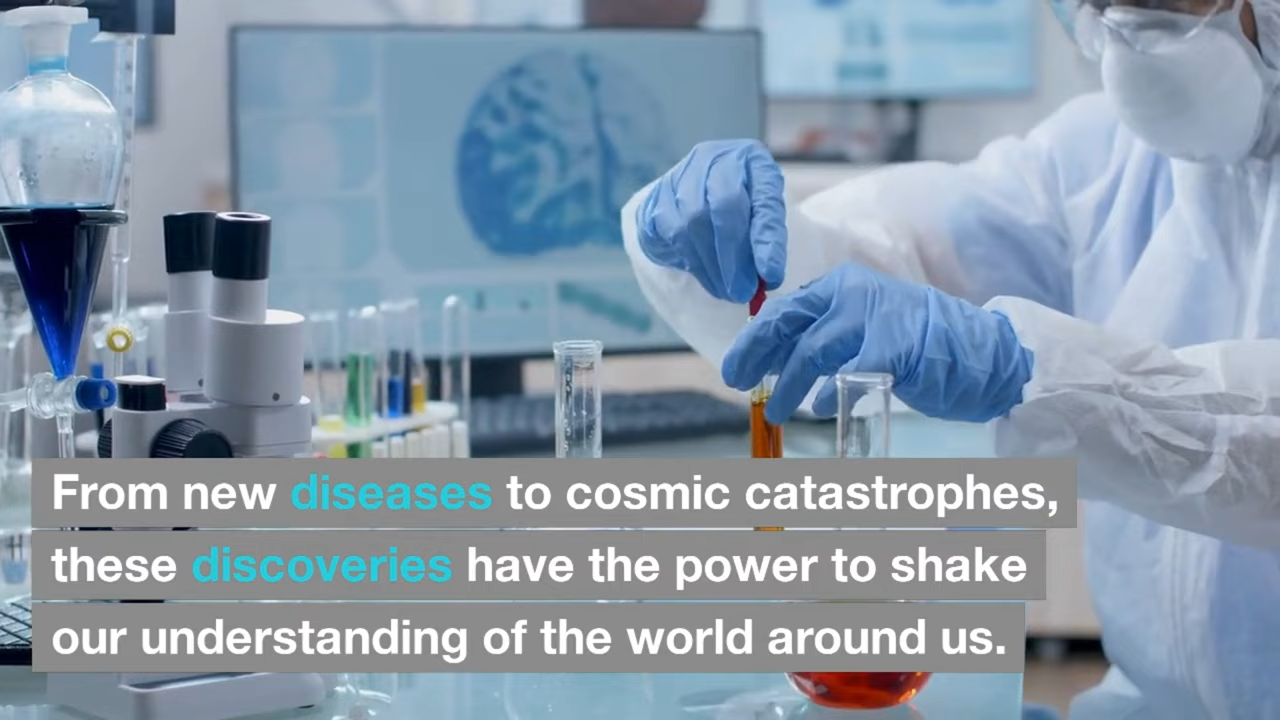 From new diseases to cosmic catastrophes,
these discoveries have the power to shake
our understanding of the world around us.